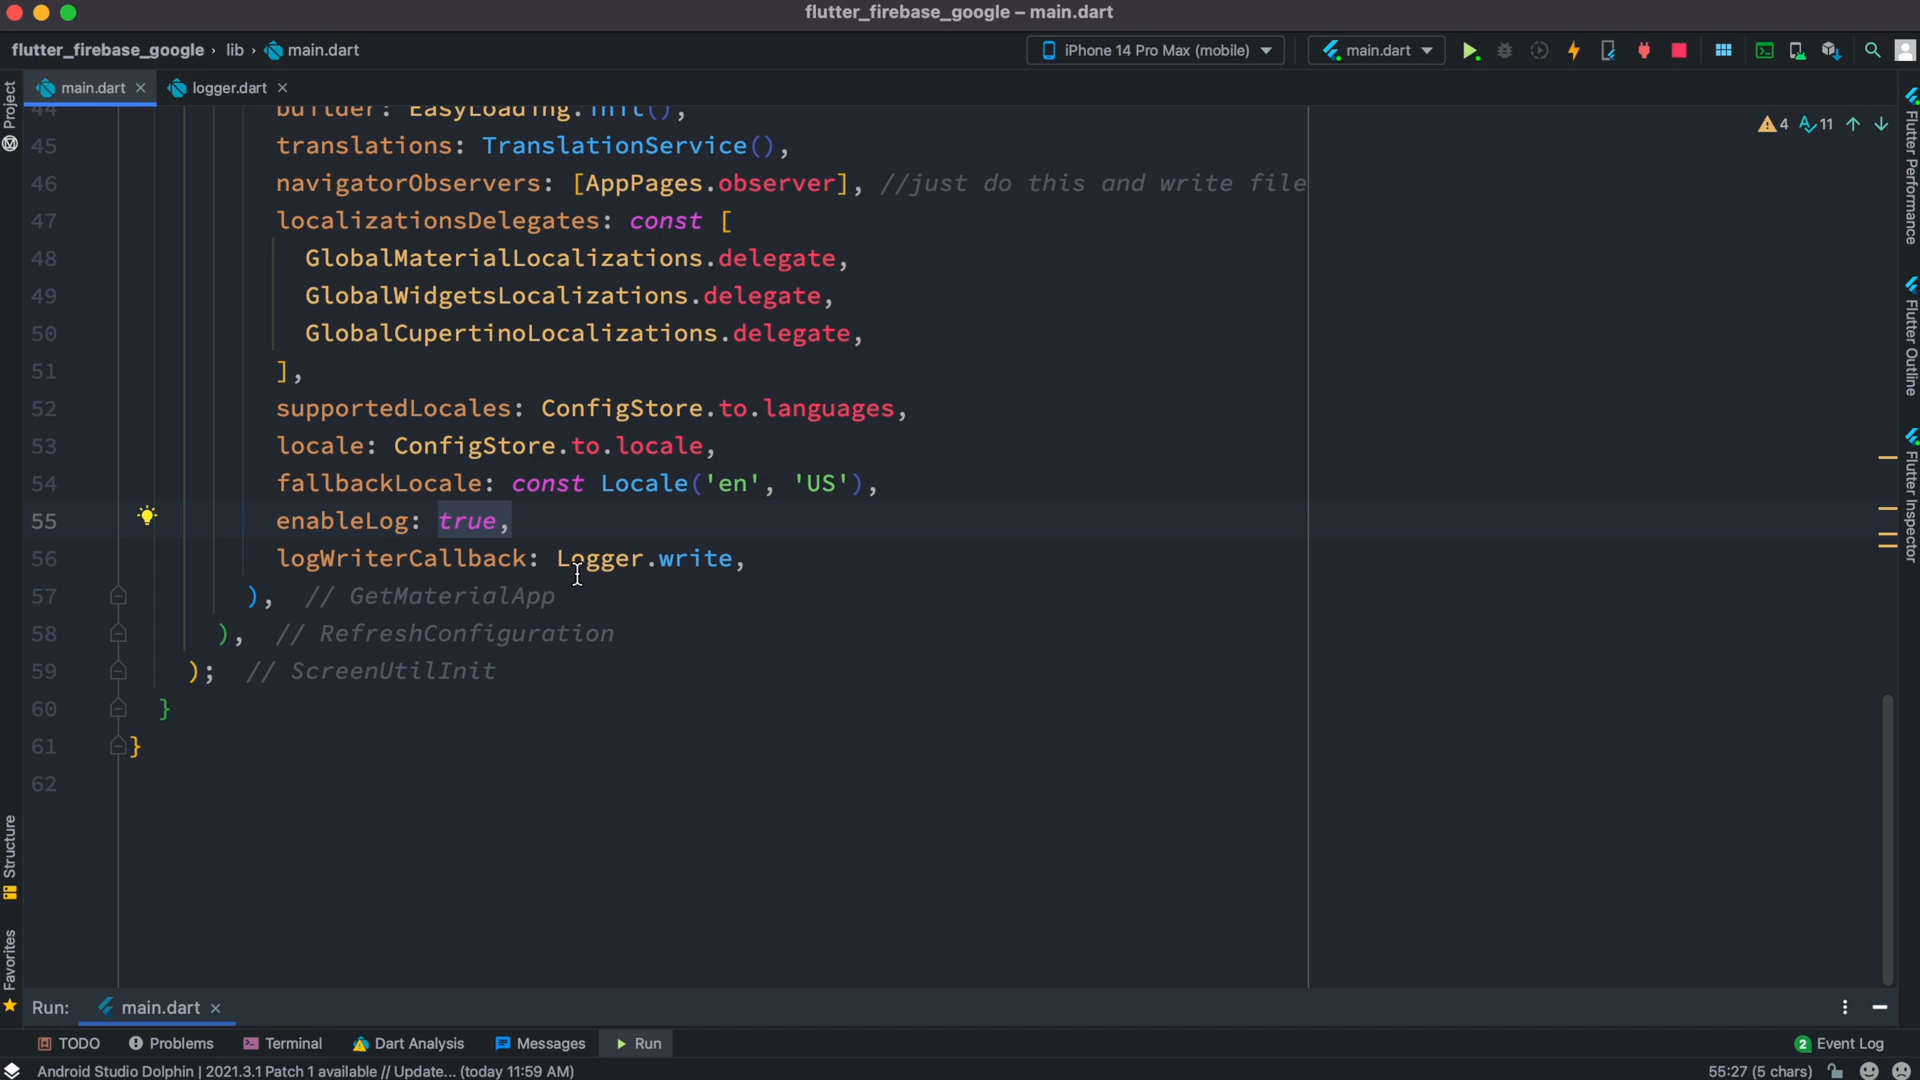 flutter_firebase_google – main.dart
flutter_firebase_google › lib › main.dart
iPhone 14 Pro Max (mobile)
main.dart
main.dart
logger.dart
Project
44 builder: EasyLoading.init(),
45 translations: TranslationService(),
46 navigatorObservers: [AppPages.observer], //just do this and write file
47 localizationsDelegates: const [
48 GlobalMaterialLocalizations.delegate,
49 GlobalWidgetsLocalizations.delegate,
50 GlobalCupertinoLocalizations.delegate,
51 ],
52 supportedLocales: ConfigStore.to.languages,
53 locale: ConfigStore.to.locale,
54 fallbackLocale: const Locale('en', 'US'),
55 enableLog: true,
56 logWriterCallback: Logger.write,
57 ), // GetMaterialApp
58 ), // RefreshConfiguration
59 ); // ScreenUtilInit
60 }
61 }
62
4 11
Flutter Performance
Flutter Outline
Flutter Inspector
Structure
Favorites
Run: main.dart
TODO Problems Terminal Dart Analysis Messages Run
2 Event Log
Android Studio Dolphin | 2021.3.1 Patch 1 available // Update... (today 11:59 AM)
55:27 (5 chars)